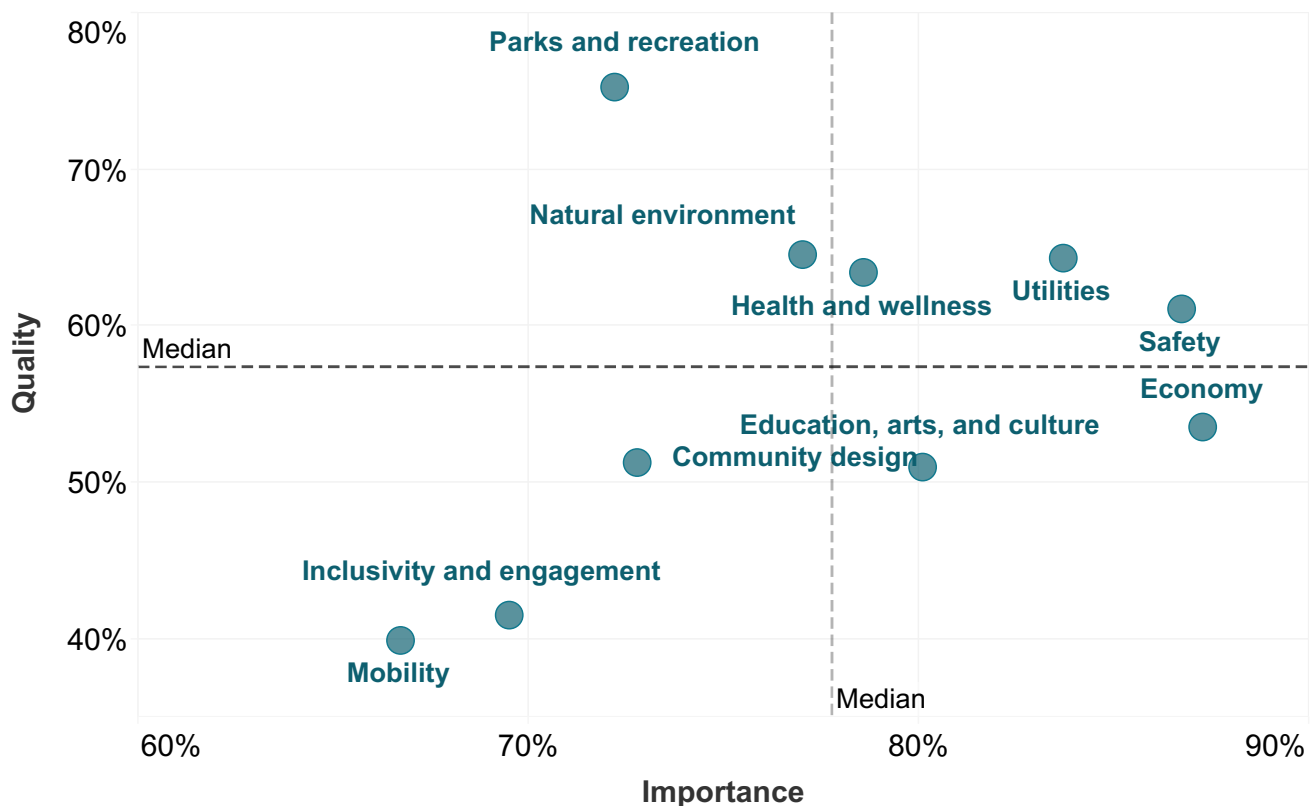 80%
Parks and recreation
70%
Natural environment
Health and wellness
Utilities
60%
Safety
Median
Quality
Economy
Education, arts, and culture
Community design
50%
Inclusivity and engagement
40%
Mobility
Median
60%
70%
80%
90%
Importance